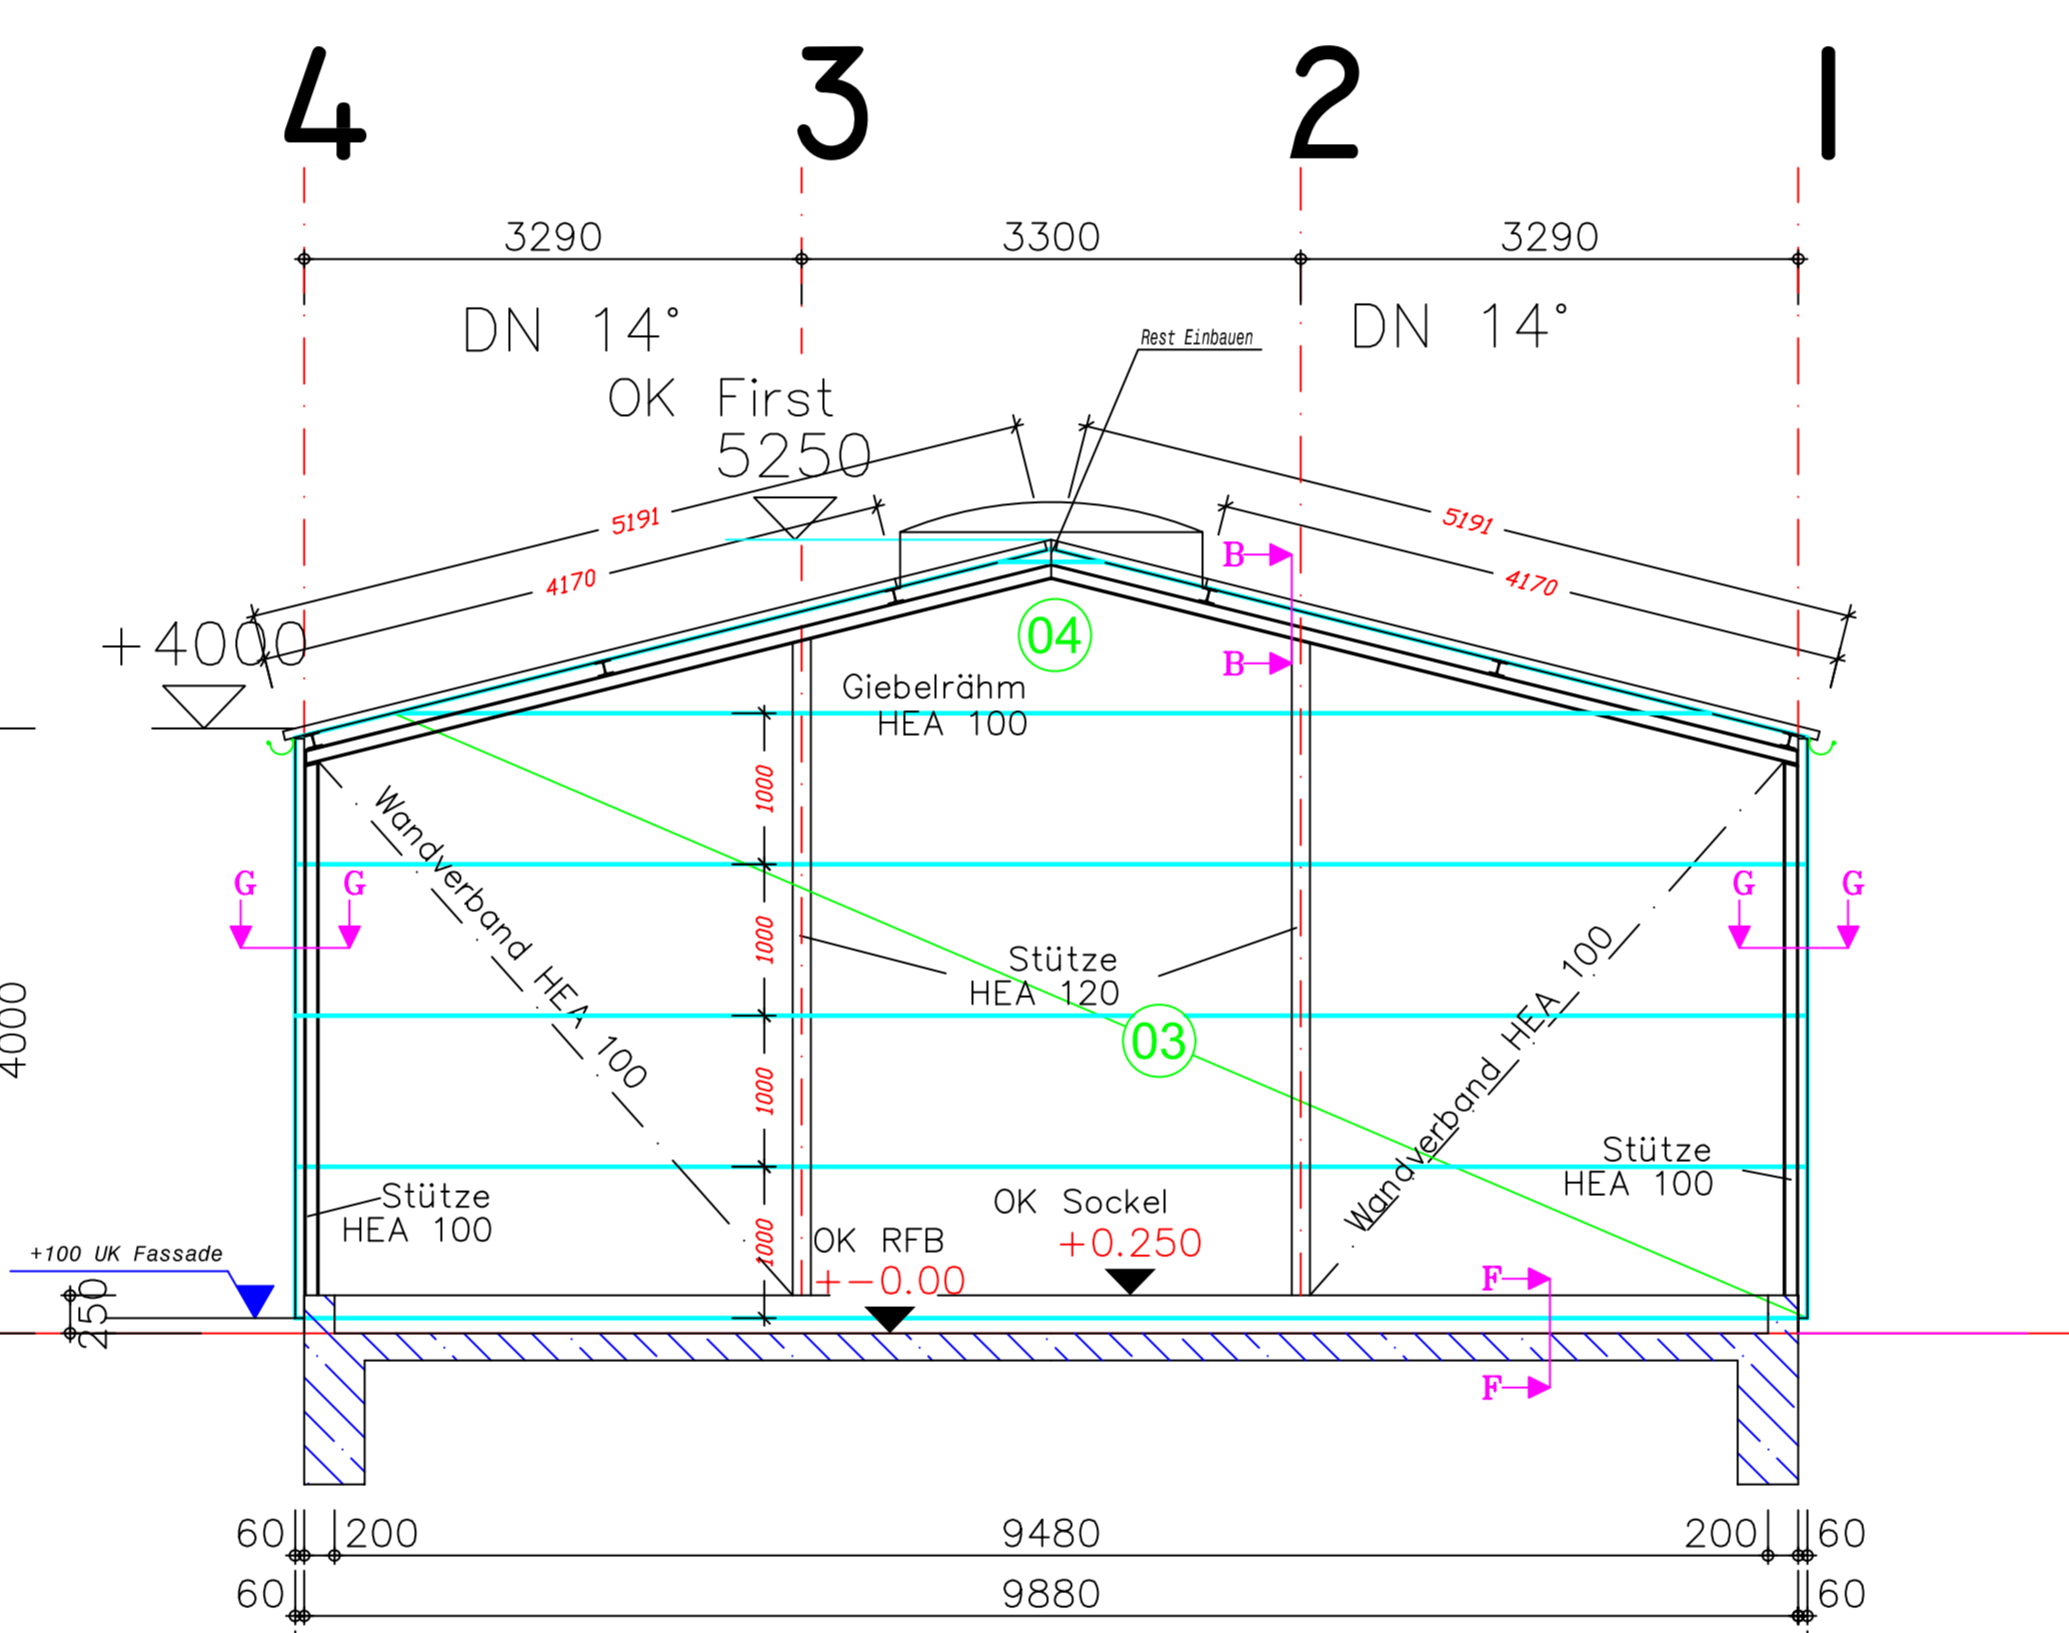 4 3 2 1
3290 3300 3290
DN 14° DN 14°
Rest Einbauen
OK First
5250
5191 5191
4170 4170
B
+4000
04
B
Giebelrähm
HEA 100
1000
Wandverband HEA 100
G G G G
1000
Stütze
HEA 120
Wandverband HEA 100
4000
03
1000
Stütze
HEA 100
Stütze
HEA 100
OK Sockel
+0.250
1000
OK RFB
+-0.00
+100 UK Fassade
F
250
F
60 200 9480 200 60
60 9880 60